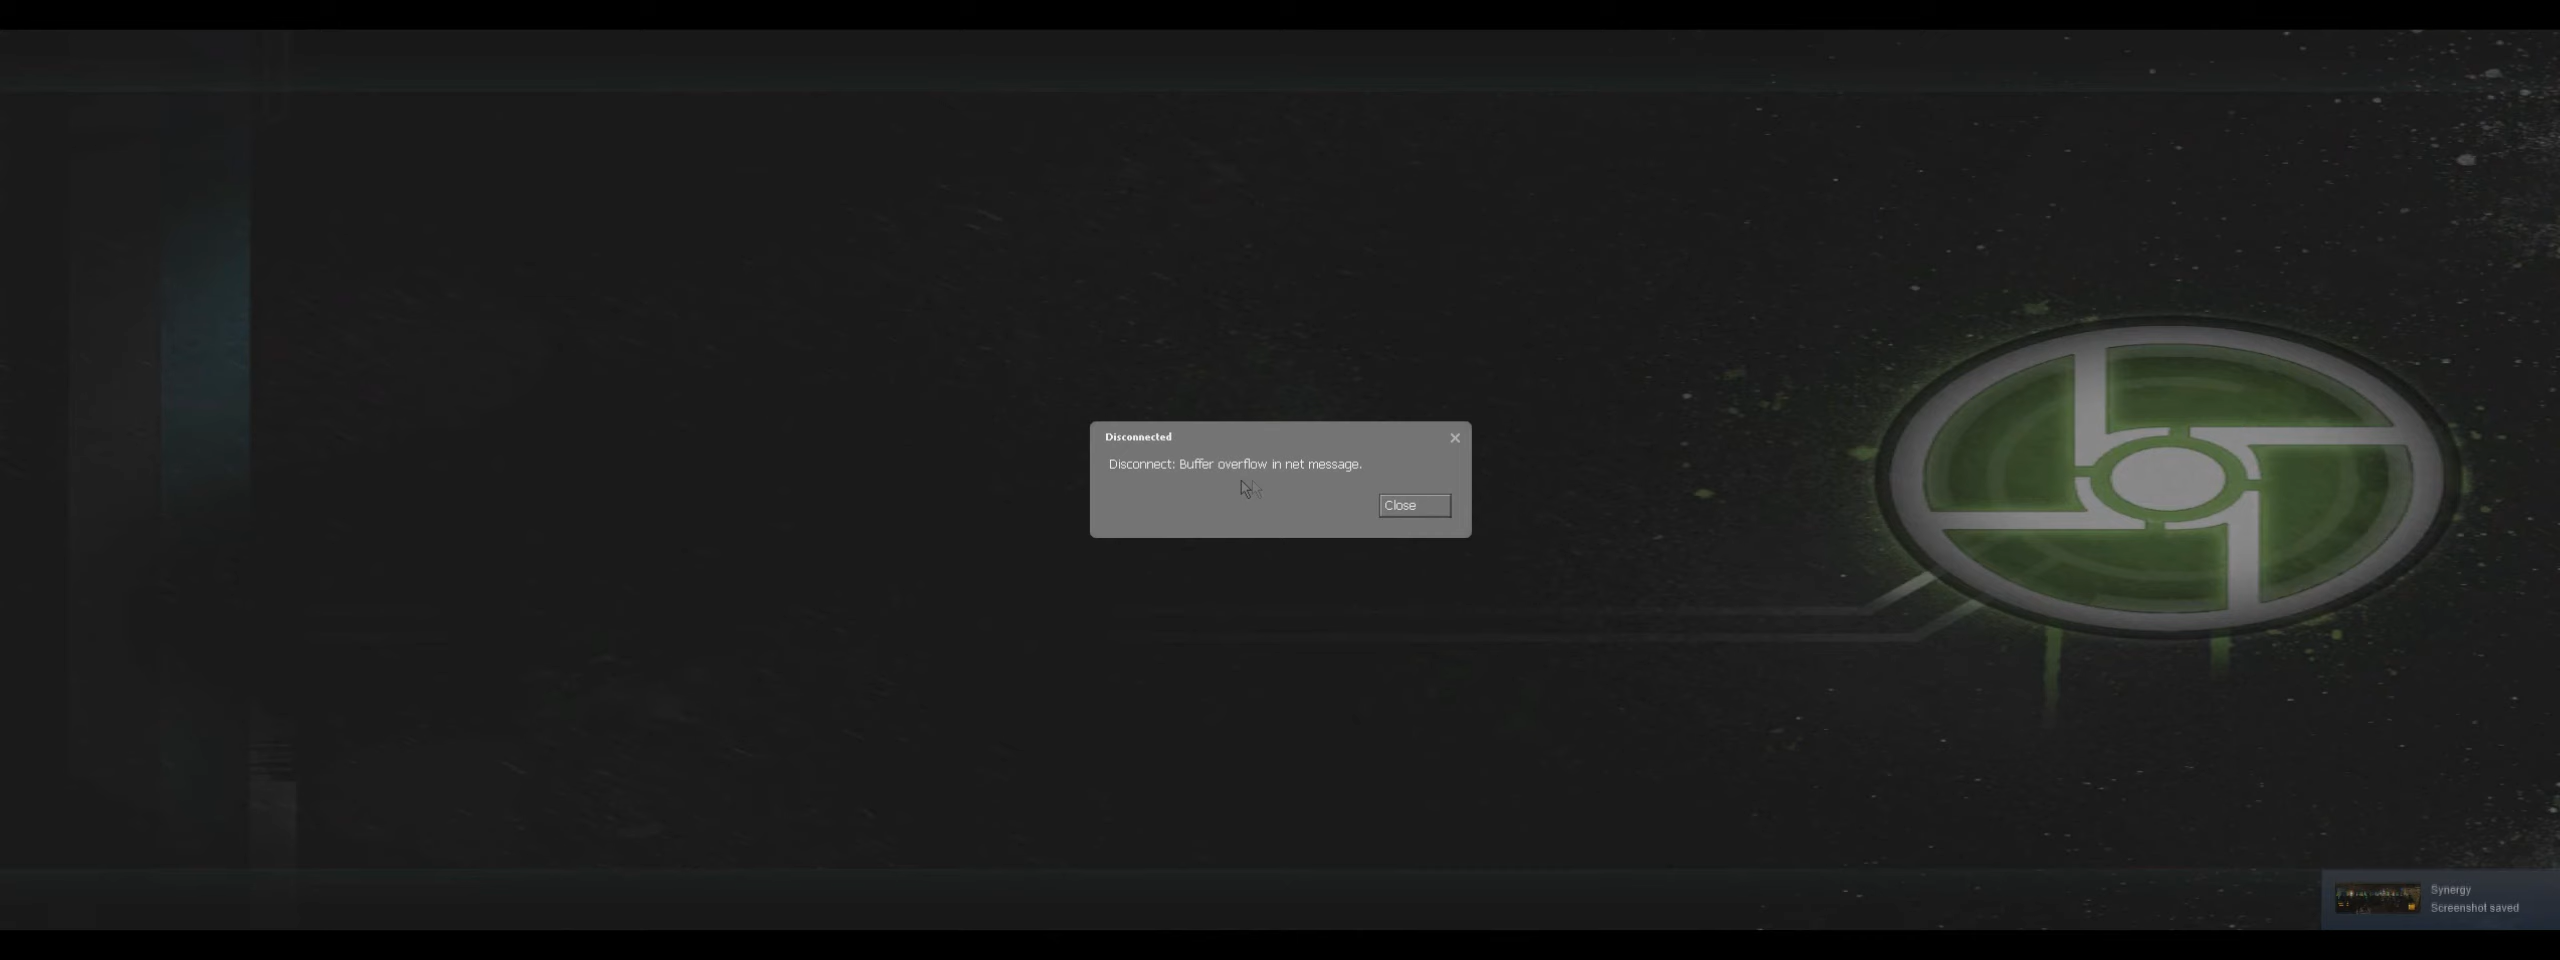 Disconnected
Disconnect: Buffer overflow in net message.
Close
Synergy
Screenshot saved